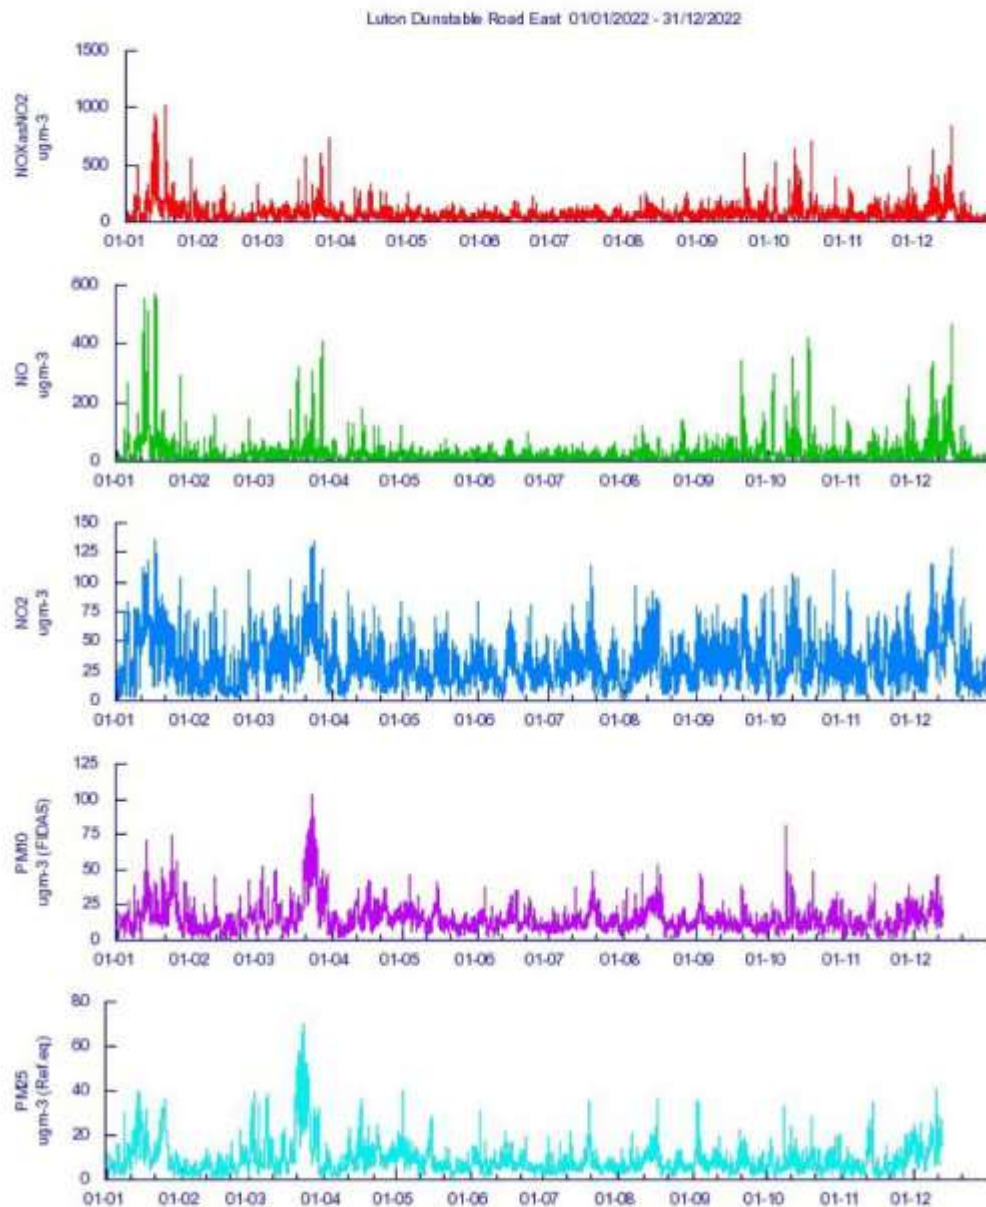 Luton Dunstable Road East 01/01/2022 - 31/12/2022
NOXasNO2
ugm-3
1500
1000
500
0
01-01 01-02 01-03 01-04 01-05 01-06 01-07 01-08 01-09 01-10 01-11 01-12
NO
ugm-3
600
400
200
0
01-01 01-02 01-03 01-04 01-05 01-06 01-07 01-08 01-09 01-10 01-11 01-12
NO2
ugm-3
150
125
100
75
50
25
0
01-01 01-02 01-03 01-04 01-05 01-06 01-07 01-08 01-09 01-10 01-11 01-12
PM10
ugm-3 (FIDAS)
125
100
75
50
25
0
01-01 01-02 01-03 01-04 01-05 01-06 01-07 01-08 01-09 01-10 01-11 01-12
PM25
ugm-3 (Ref.eq)
80
60
40
20
0
01-01 01-02 01-03 01-04 01-05 01-06 01-07 01-08 01-09 01-10 01-11 01-12